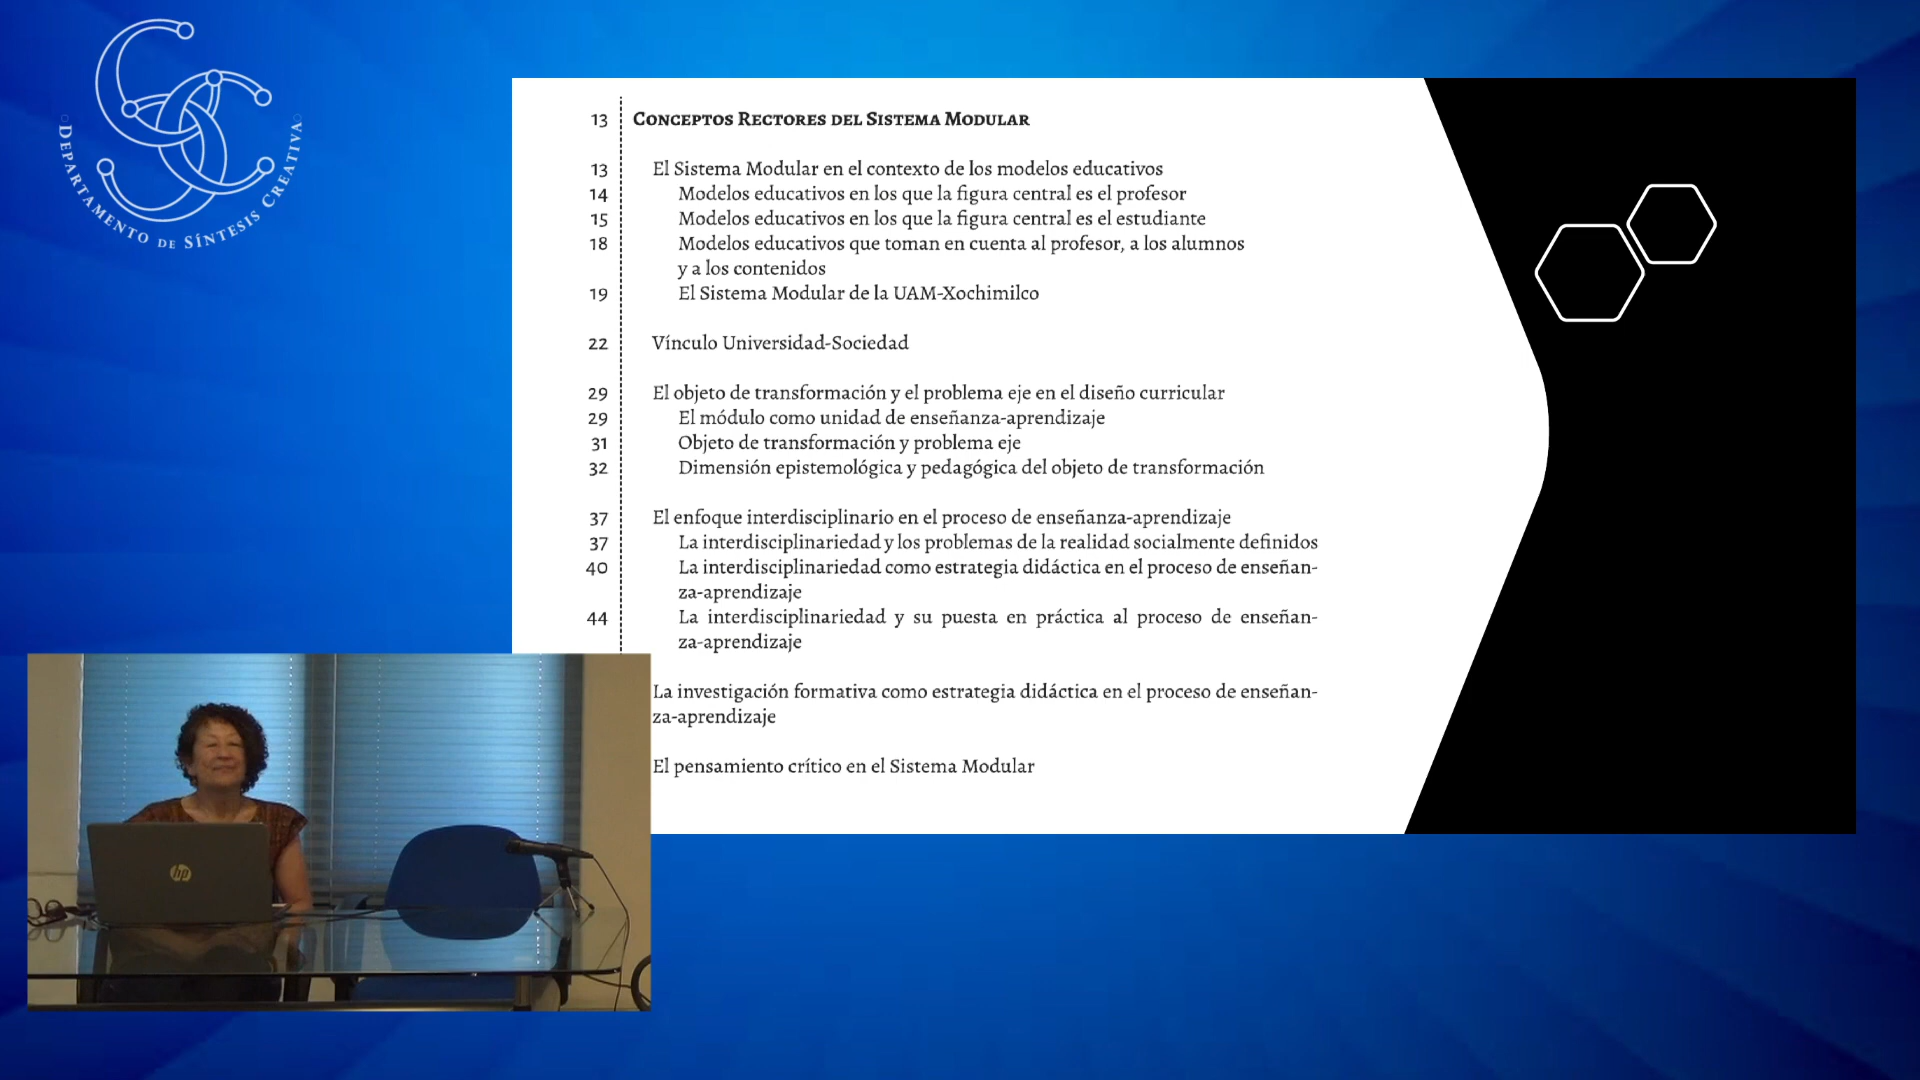 DEPARTAMENTO DE SÍNTESIS CREATIVA
13 CONCEPTOS RECTORES DEL SISTEMA MODULAR
13 El Sistema Modular en el contexto de los modelos educativos
14 Modelos educativos en los que la figura central es el profesor
15 Modelos educativos en los que la figura central es el estudiante
18 Modelos educativos que toman en cuenta al profesor, a los alumnos
y a los contenidos
19 El Sistema Modular de la UAM-Xochimilco
22 Vínculo Universidad-Sociedad
29 El objeto de transformación y el problema eje en el diseño curricular
29 El módulo como unidad de enseñanza-aprendizaje
31 Objeto de transformación y problema eje
32 Dimensión epistemológica y pedagógica del objeto de transformación
37 El enfoque interdisciplinario en el proceso de enseñanza-aprendizaje
37 La interdisciplinariedad y los problemas de la realidad socialmente definidos
40 La interdisciplinariedad como estrategia didáctica en el proceso de enseñan-
za-aprendizaje
44 La interdisciplinariedad y su puesta en práctica al proceso de enseñan-
za-aprendizaje
La investigación formativa como estrategia didáctica en el proceso de enseñan-
za-aprendizaje
El pensamiento crítico en el Sistema Modular
hp